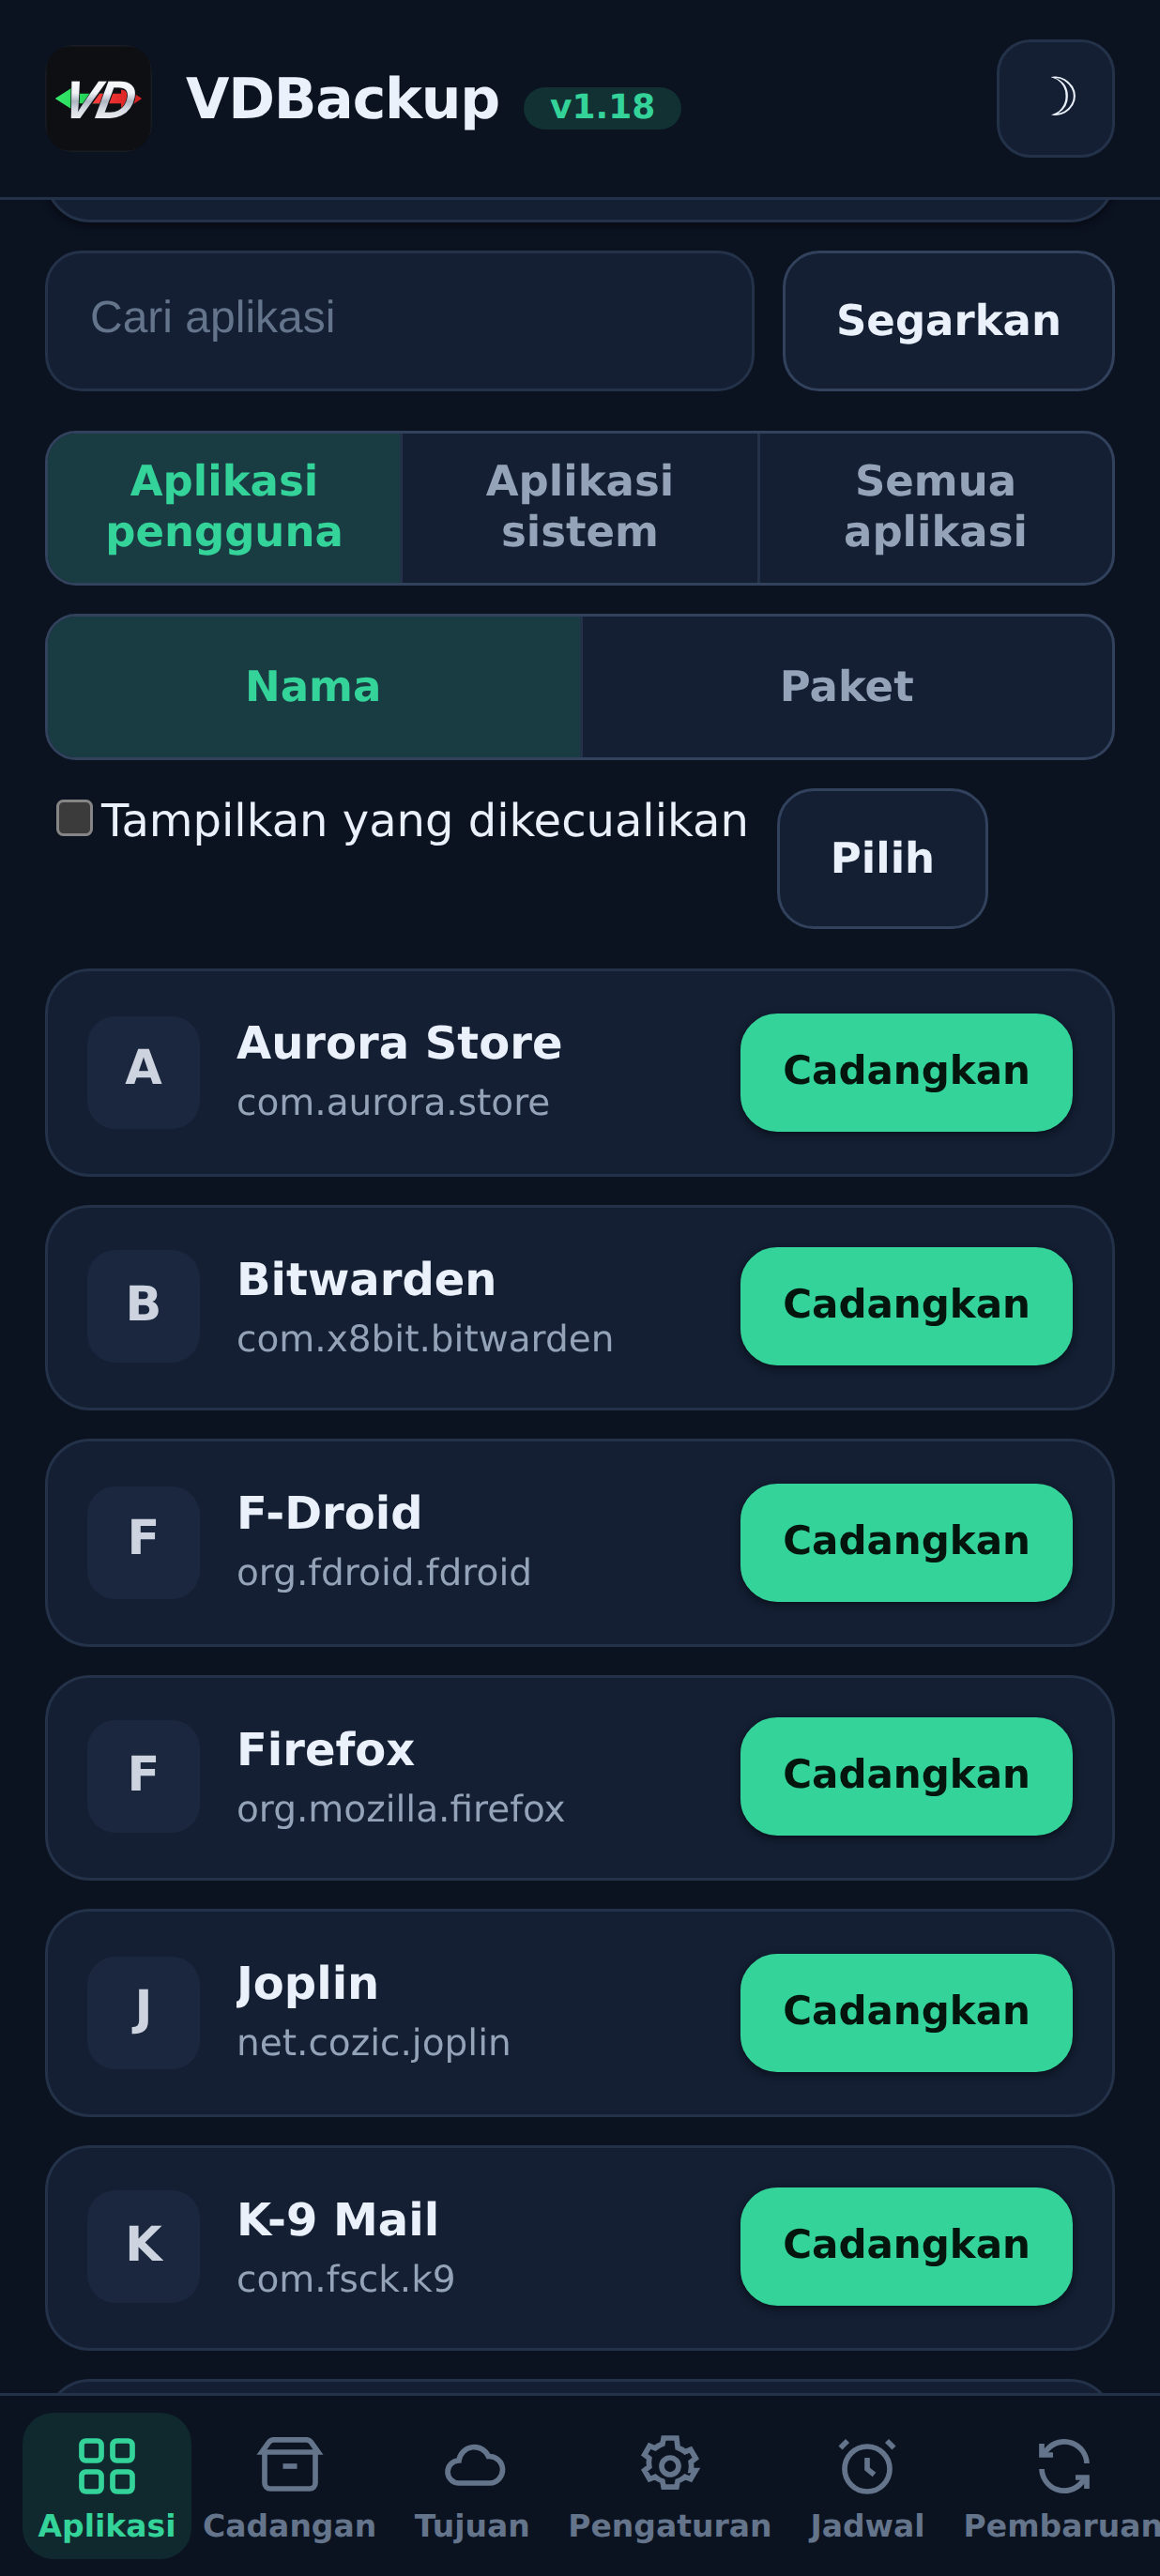 VD
VDBackup v1.18
Cari aplikasi
Segarkan
Aplikasi
pengguna
Aplikasi
sistem
Semua
aplikasi
Nama
Paket
Tampilkan yang dikecualikan
Pilih
A
Aurora Store
com.aurora.store
Cadangkan
B
Bitwarden
com.x8bit.bitwarden
Cadangkan
F
F-Droid
org.fdroid.fdroid
Cadangkan
F
Firefox
org.mozilla.firefox
Cadangkan
J
Joplin
net.cozic.joplin
Cadangkan
K
K-9 Mail
com.fsck.k9
Cadangkan
Aplikasi
Cadangan
Tujuan
Pengaturan
Jadwal
Pembaruan